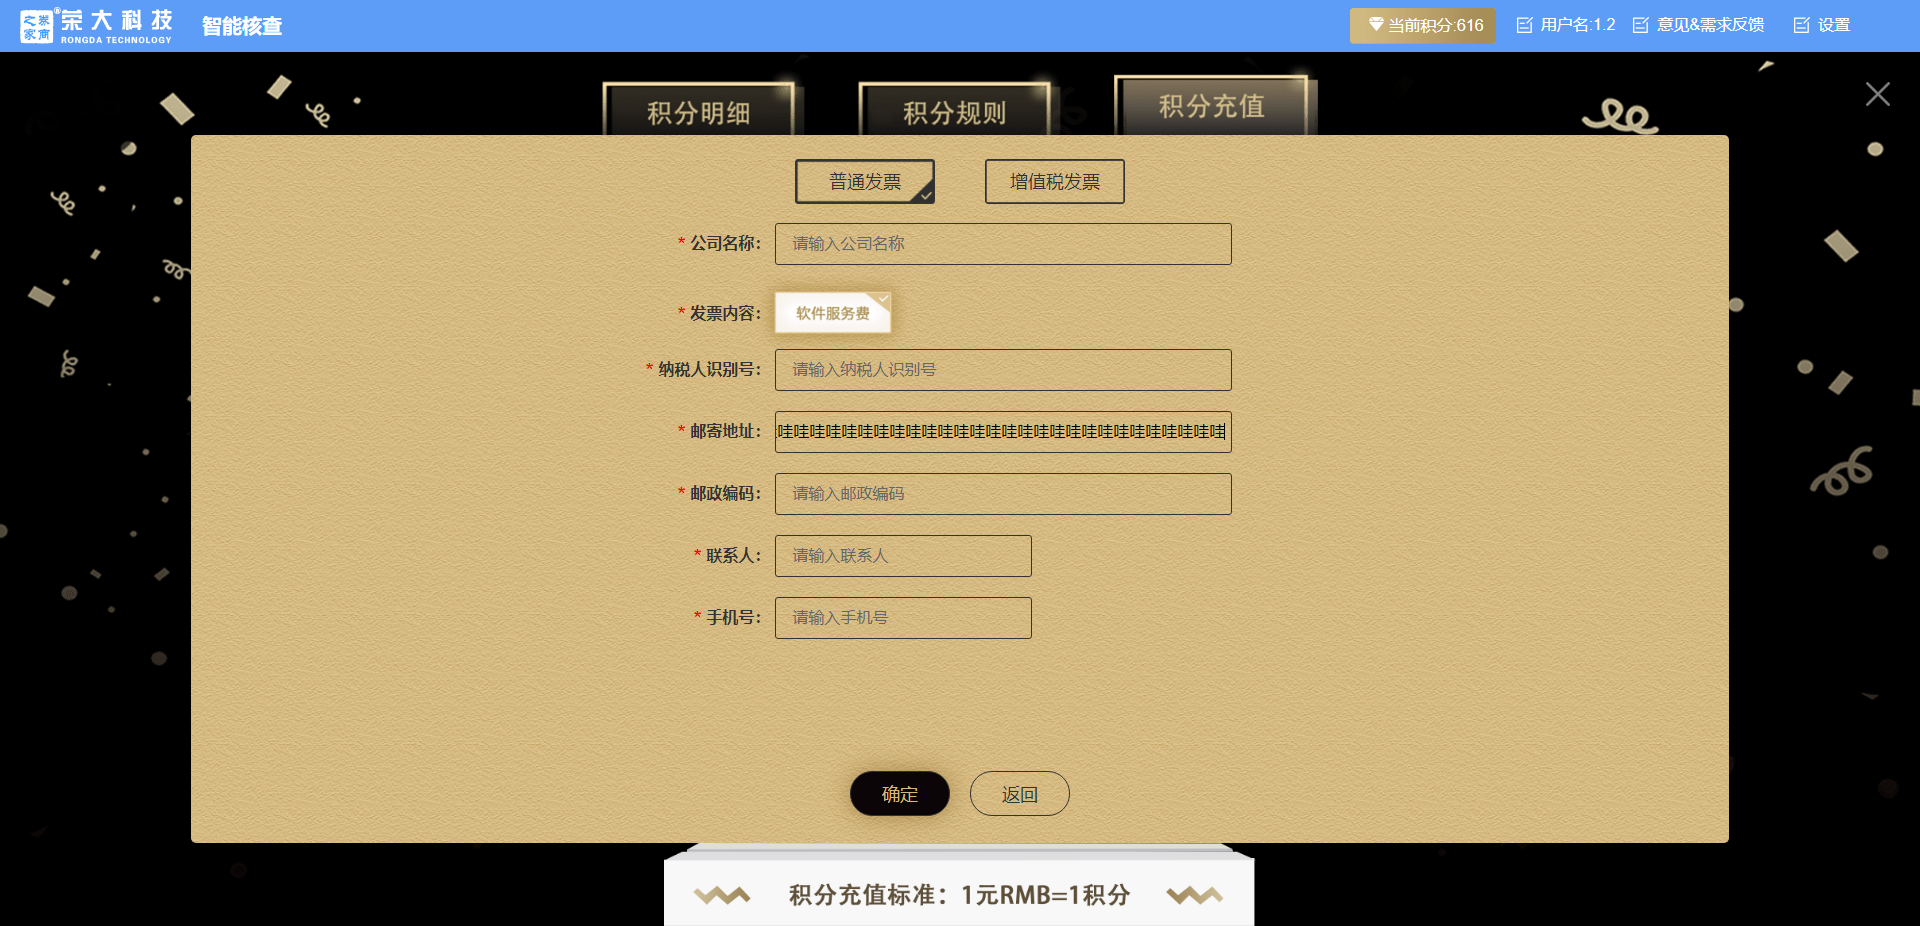 券商之家® 荣大科技
RONGDA TECHNOLOGY
智能核查
当前积分:616
用户名:1.2
意见&需求反馈
设置
积分明细
积分规则
积分充值
普通发票
增值税发票
* 公司名称：
请输入公司名称
* 发票内容：
软件服务费
* 纳税人识别号：
请输入纳税人识别号
* 邮寄地址：
哇哇哇哇哇哇哇哇哇哇哇哇哇哇哇哇哇哇哇哇哇哇哇哇哇哇哇哇
* 邮政编码：
请输入邮政编码
* 联系人：
请输入联系人
* 手机号：
请输入手机号
确定
返回
积分充值标准：1元RMB=1积分